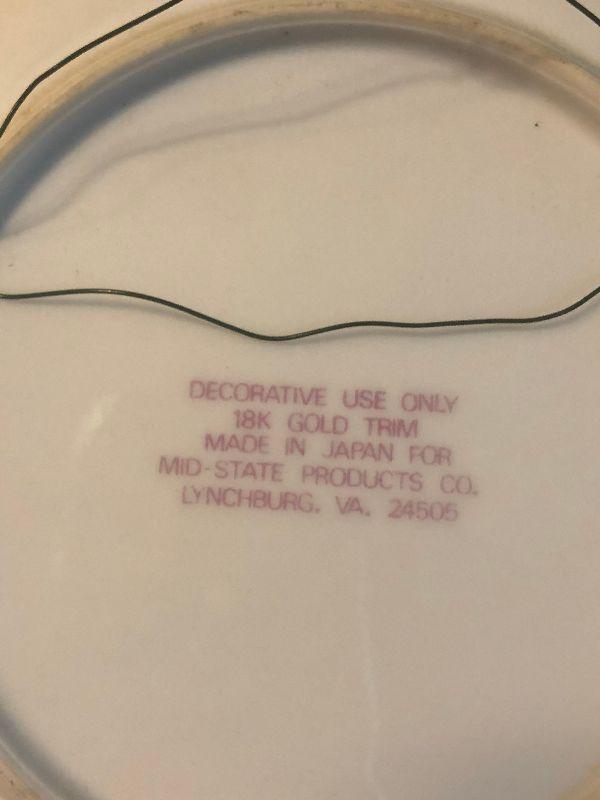 DECORATIVE USE ONLY
18K GOLD TRIM
MADE IN JAPAN FOR
MID-STATE PRODUCTS CO.
LYNCHBURG, VA. 24505